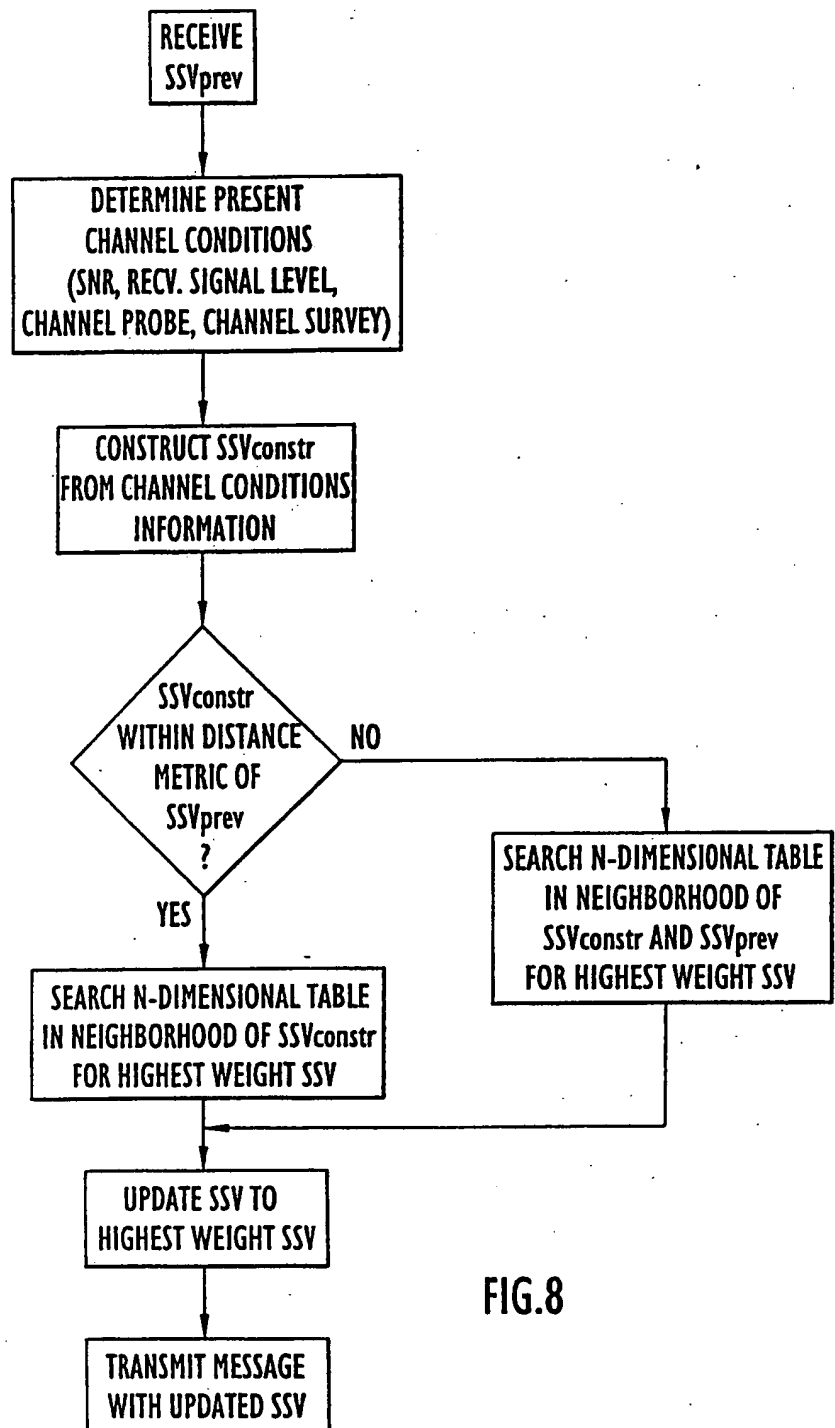 RECEIVE
SSVprev
DETERMINE PRESENT
CHANNEL CONDITIONS
(SNR, RECV. SIGNAL LEVEL,
CHANNEL PROBE, CHANNEL SURVEY)
CONSTRUCT SSVconstr
FROM CHANNEL CONDITIONS
INFORMATION
SSVconstr
WITHIN DISTANCE
METRIC OF
SSVprev
?
NO
YES
SEARCH N-DIMENSIONAL TABLE
IN NEIGHBORHOOD OF
SSVconstr AND SSVprev
FOR HIGHEST WEIGHT SSV
SEARCH N-DIMENSIONAL TABLE
IN NEIGHBORHOOD OF SSVconstr
FOR HIGHEST WEIGHT SSV
UPDATE SSV TO
HIGHEST WEIGHT SSV
FIG.8
TRANSMIT MESSAGE
WITH UPDATED SSV